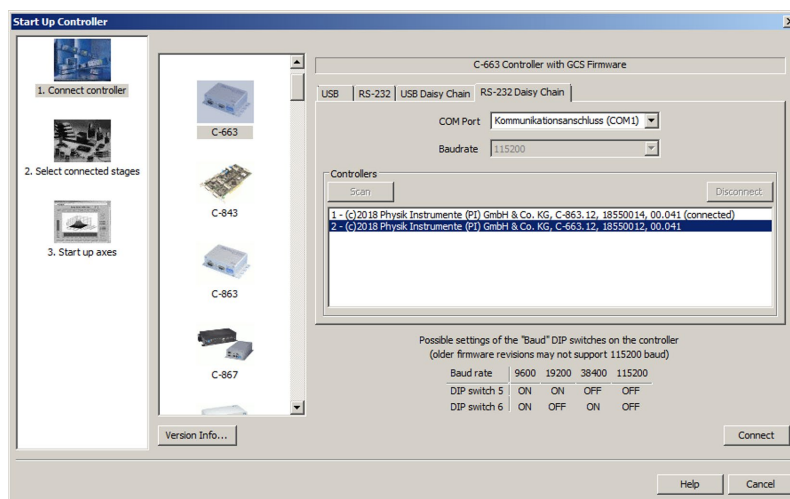 Start Up Controller
1. Connect controller
2. Select connected stages
3. Start up axes
C-663
C-843
C-863
C-867
Version Info...
C-663 Controller with GCS Firmware
USB RS-232 USB Daisy Chain RS-232 Daisy Chain
COM Port Kommunikationsanschluss (COM1)
Baudrate 115200
Controllers
Scan Disconnect
1 - (c)2018 Physik Instrumente (PI) GmbH & Co. KG, C-863.12, 18550014, 00.041 (connected)
2 - (c)2018 Physik Instrumente (PI) GmbH & Co. KG, C-663.12, 18550012, 00.041
Possible settings of the "Baud" DIP switches on the controller
(older firmware revisions may not support 115200 baud)
Baud rate 9600 19200 38400 115200
DIP switch 5 ON ON OFF OFF
DIP switch 6 ON OFF ON OFF
Connect
Help Cancel